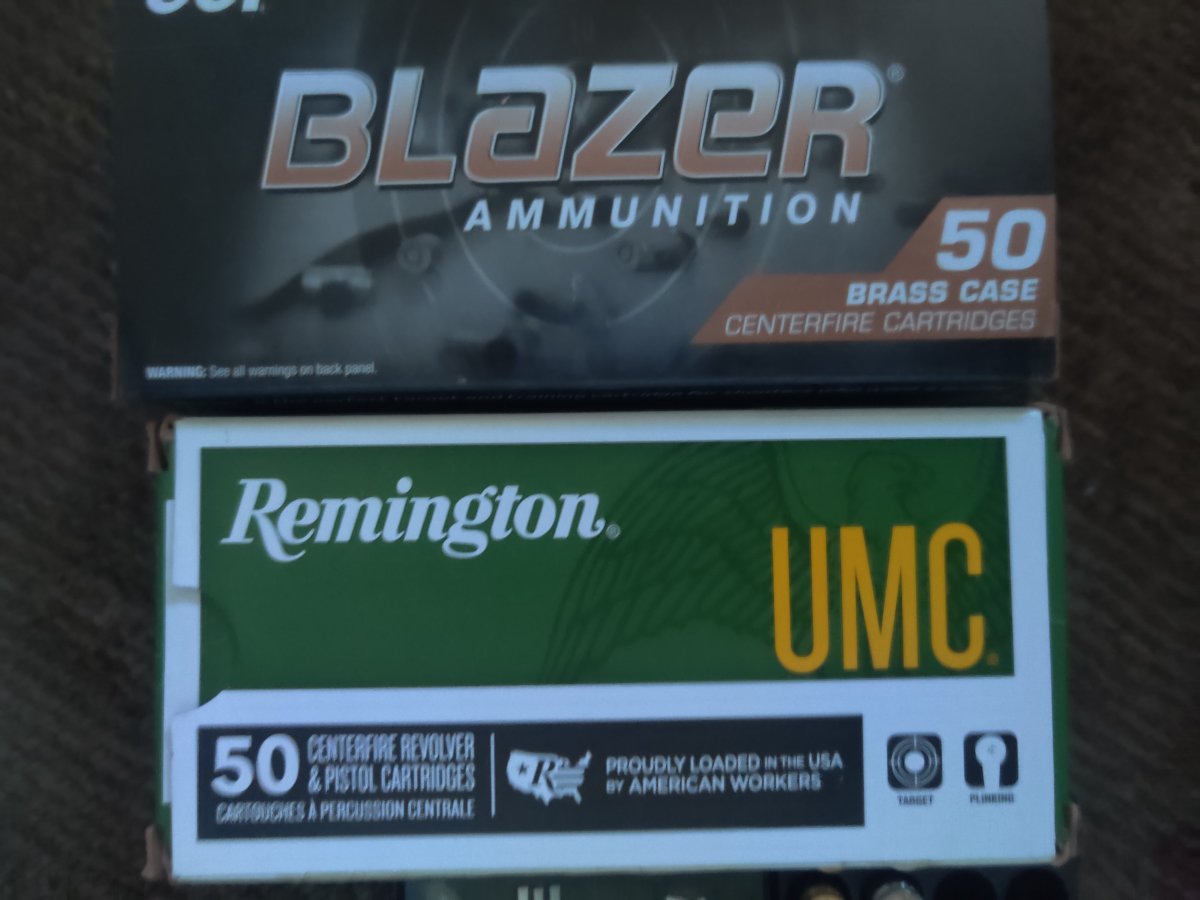 BLaZeR®
AMMUNITION
50
BRASS CASE
CENTERFIRE CARTRIDGES
WARNING: See all warnings on back panel.
Remington®
UMC
50 CENTERFIRE REVOLVER
& PISTOL CARTRIDGES
CARTOUCHES À PERCUSSION CENTRALE
R
PROUDLY LOADED IN THE USA
BY AMERICAN WORKERS
TARGET
PLINKING